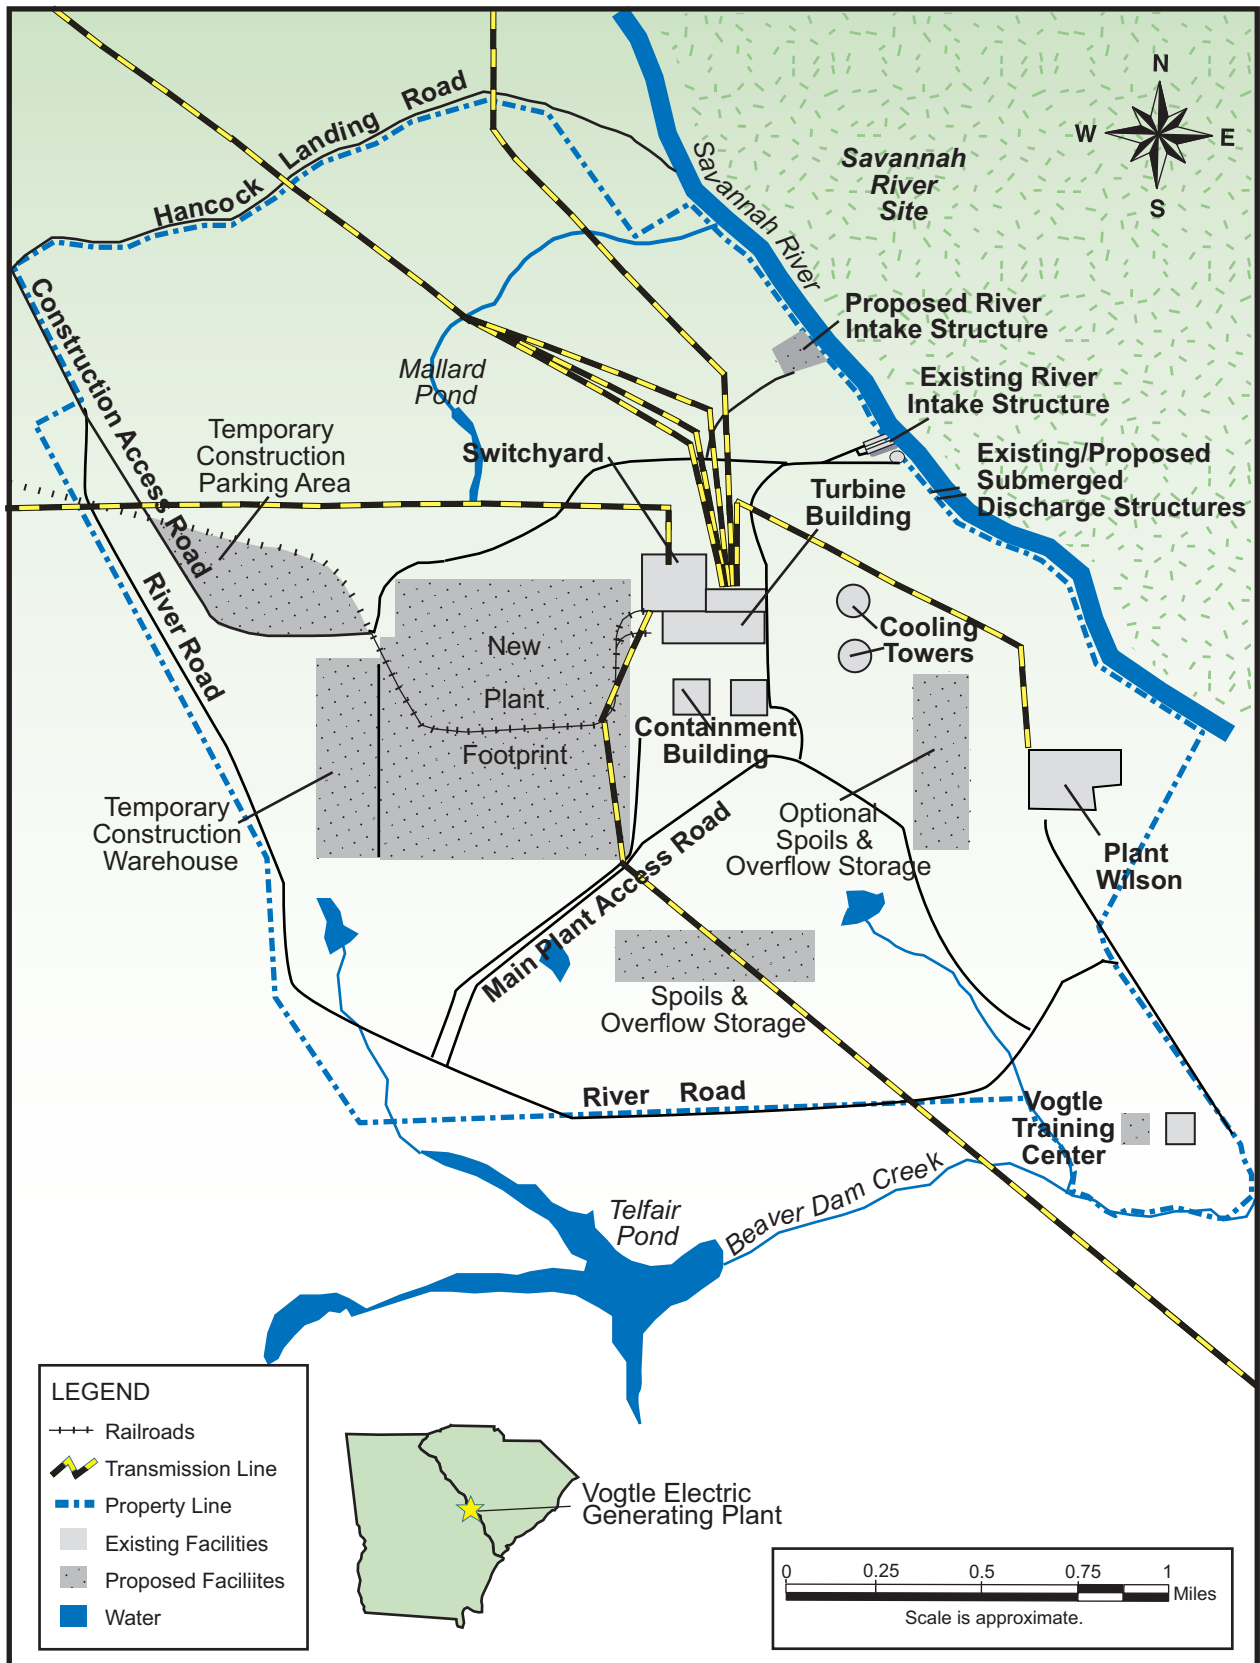 N
W
E
S
Hancock Landing Road
Savannah River
Savannah
River
Site
Construction Access Road
Proposed River
Intake Structure
Mallard
Pond
Existing River
Intake Structure
Temporary
Construction
Parking Area
Switchyard
Turbine
Building
Existing/Proposed
Submerged
Discharge Structures
River Road
Cooling
Towers
New
Plant
Footprint
Containment
Building
Temporary
Construction
Warehouse
Optional
Spoils &
Overflow Storage
Plant
Wilson
Main Plant Access Road
Spoils &
Overflow Storage
River Road
Vogtle
Training
Center
Telfair
Pond
Beaver Dam Creek
LEGEND
Railroads
Transmission Line
Property Line
Existing Facilities
Proposed Faciliites
Water
Vogtle Electric
Generating Plant
0 0.25 0.5 0.75 1
Miles
Scale is approximate.